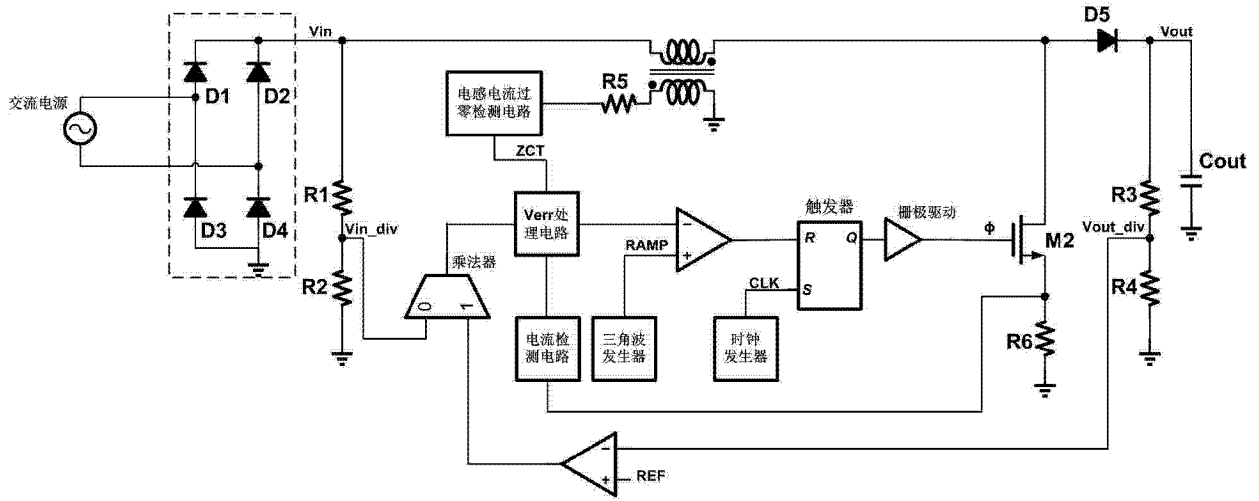 Vin
D5
Vout
D1
D2
交流电源
电感电流过
零检测电路
R5
ZCT
Cout
R1
D3
D4
Vin_div
Verr处
理电路
触发器
栅极驱动
R3
RAMP
R
Q
Φ
M2
Vout_div
R2
乘法器
0
1
CLK
S
R4
电流检
测电路
三角波
发生器
时钟
发生器
R6
REF